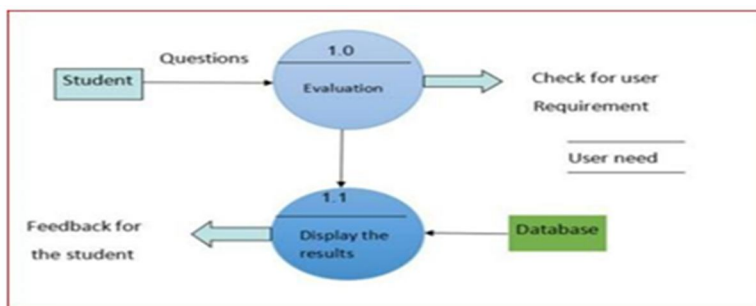 Questions
1.0
Student
Evaluation
Check for user
Requirement
User need
1.1
Feedback for
the student
Display the
results
Database